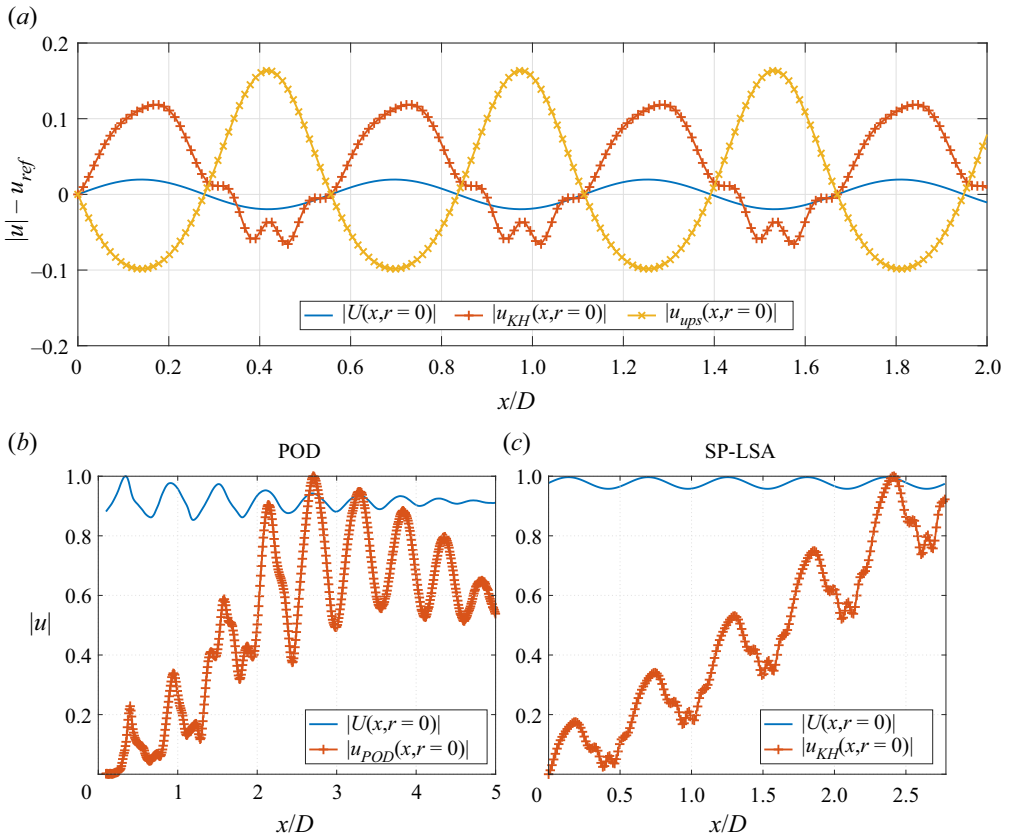 (a)
0.2
0.1
0
−0.1
−0.2
|u| − u_ref
|U(x,r = 0)| |u_KH(x,r = 0)| |u_ups(x,r = 0)|
0 0.2 0.4 0.6 0.8 1.0 1.2 1.4 1.6 1.8 2.0
x/D
(b) POD
1.0
0.8
0.6
0.4
0.2
|u|
|U(x,r = 0)|
|u_POD(x,r = 0)|
0 1 2 3 4 5
x/D
(c) SP-LSA
1.0
0.8
0.6
0.4
0.2
|U(x,r = 0)|
|u_KH(x,r = 0)|
0 0.5 1.0 1.5 2.0 2.5
x/D